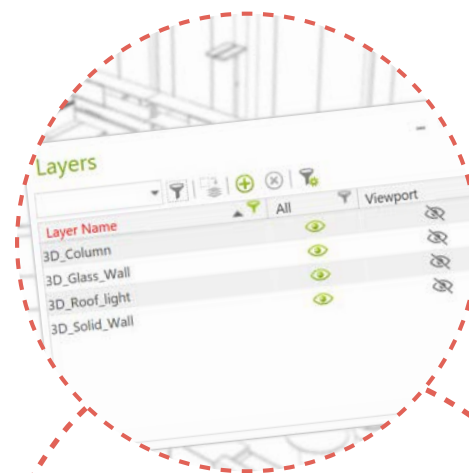 Layers
Layer Name All Viewport
3D_Column
3D_Glass_Wall
3D_Roof_light
3D_Solid_Wall